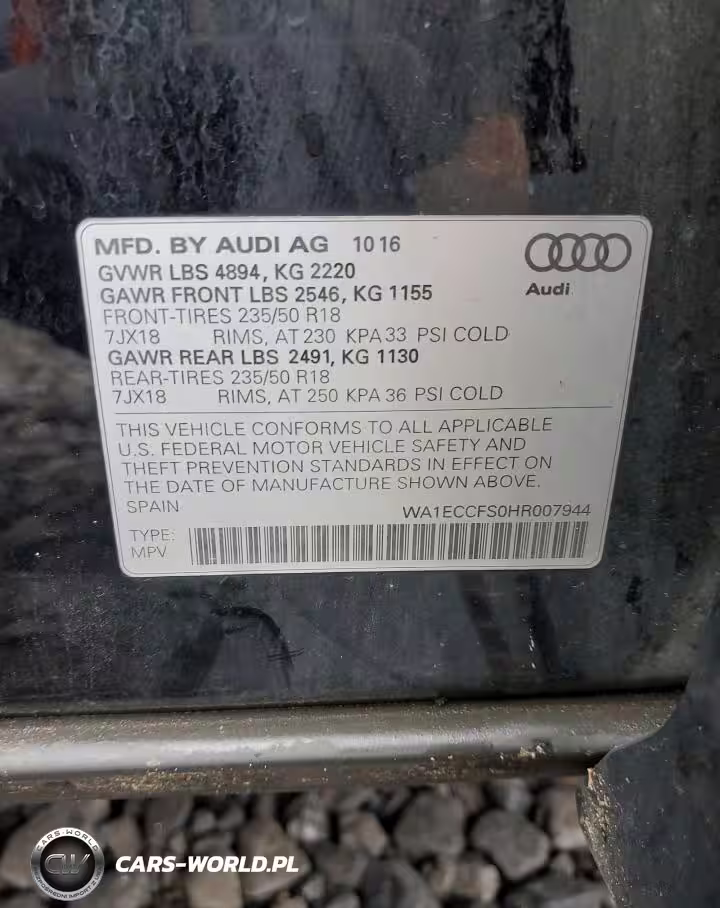 MFD. BY AUDI AG 10 16
GVWR LBS 4894, KG 2220
GAWR FRONT LBS 2546, KG 1155
FRONT-TIRES 235/50 R18
7JX18 RIMS, AT 230 KPA 33 PSI COLD
GAWR REAR LBS 2491, KG 1130
REAR-TIRES 235/50 R18
7JX18 RIMS, AT 250 KPA 36 PSI COLD
Audi
THIS VEHICLE CONFORMS TO ALL APPLICABLE
U.S. FEDERAL MOTOR VEHICLE SAFETY AND
THEFT PREVENTION STANDARDS IN EFFECT ON
THE DATE OF MANUFACTURE SHOWN ABOVE.
SPAIN
WA1ECCFS0HR007944
TYPE:
MPV
CARS-WORLD
CW
CARS-WORLD.PL